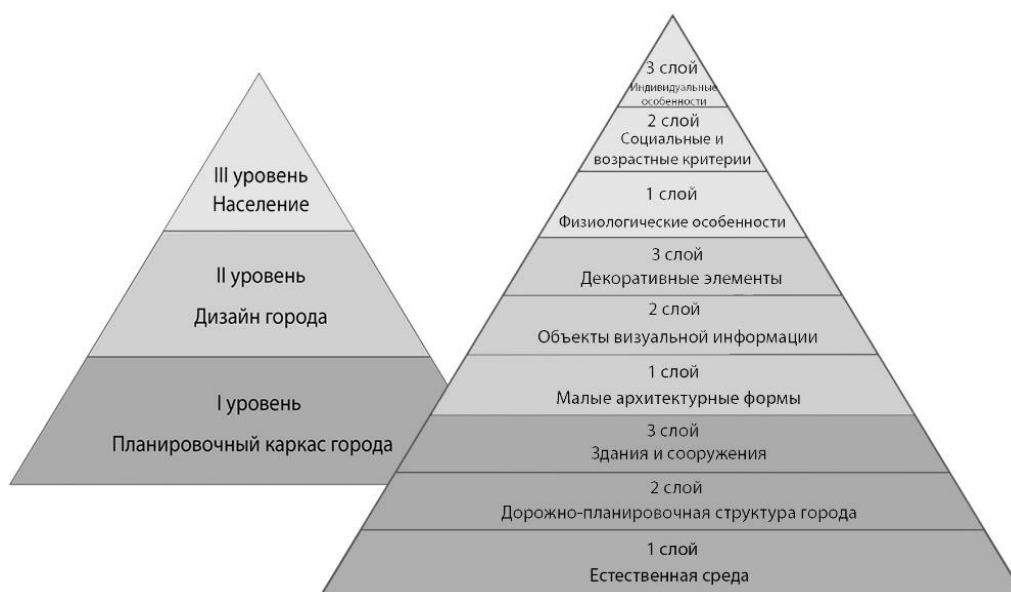 III уровень
Население
II уровень
Дизайн города
I уровень
Планировочный каркас города
3 слой
Индивидуальные
особенности
2 слой
Социальные и
возрастные критерии
1 слой
Физиологические особенности
3 слой
Декоративные элементы
2 слой
Объекты визуальной информации
1 слой
Малые архитектурные формы
3 слой
Здания и сооружения
2 слой
Дорожно-планировочная структура города
1 слой
Естественная среда